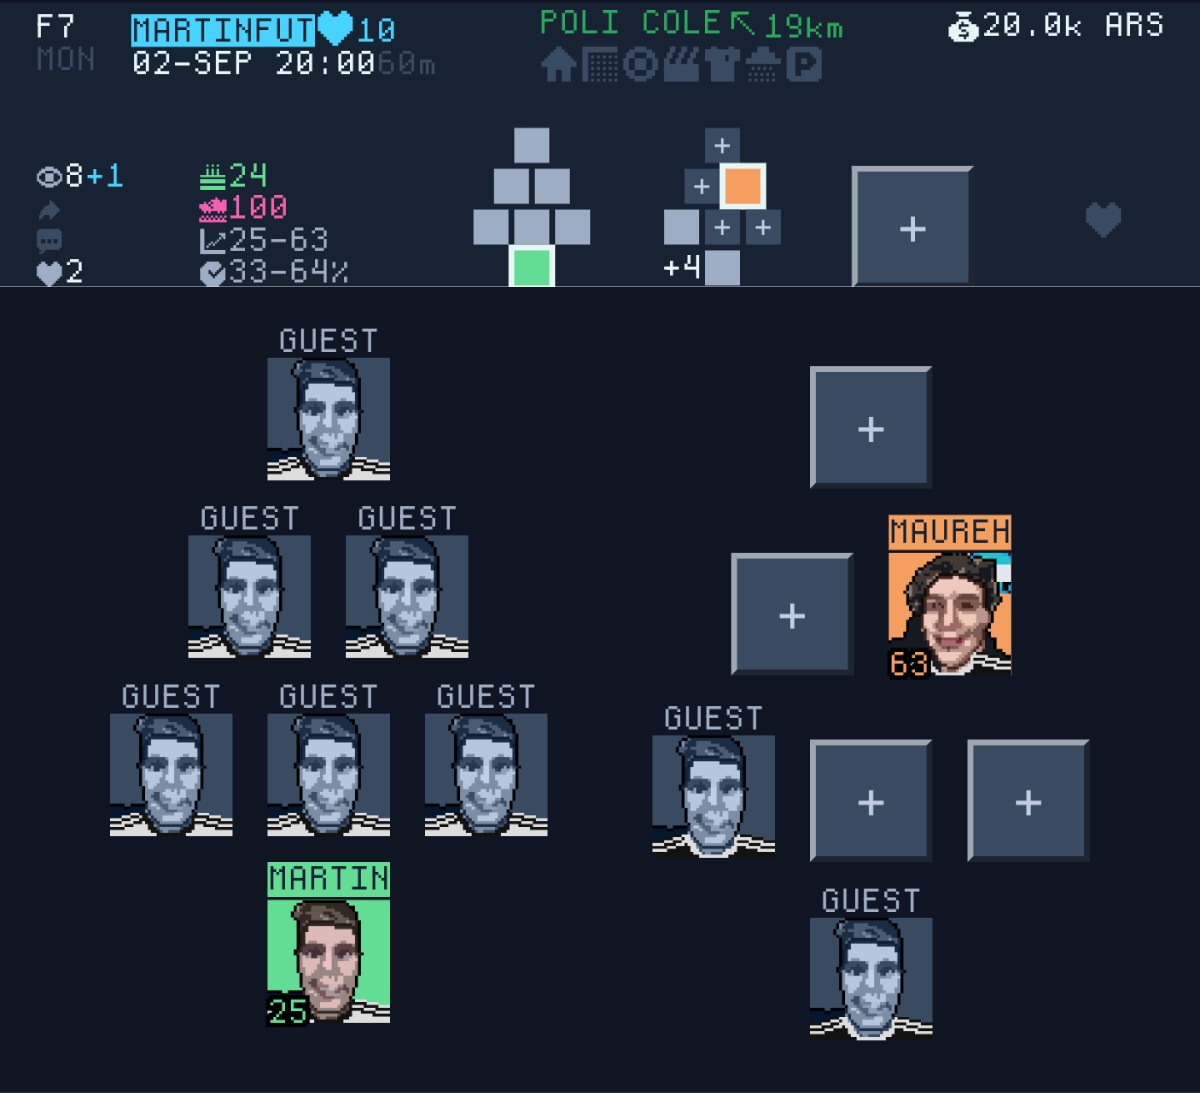 F7 MARTINFUT 10 POLI COLE 19km 20.0k ARS
MON 02-SEP 20:00 60m P
8+1 24
100
25-63
2 33-64%
+4
GUEST
MAUREH
63
GUEST GUEST
GUEST GUEST GUEST
GUEST
MARTIN
25
GUEST